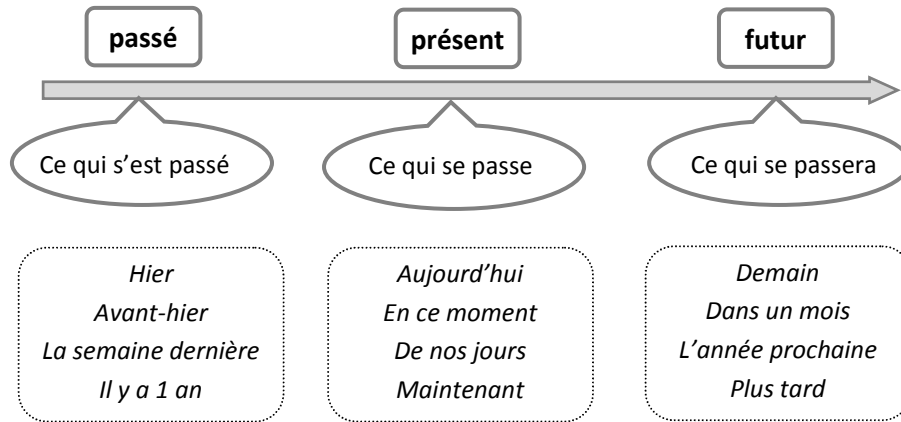 passé
présent
futur
Ce qui s’est passé
Ce qui se passe
Ce qui se passera
Hier
Avant-hier
La semaine dernière
Il y a 1 an
Aujourd’hui
En ce moment
De nos jours
Maintenant
Demain
Dans un mois
L’année prochaine
Plus tard